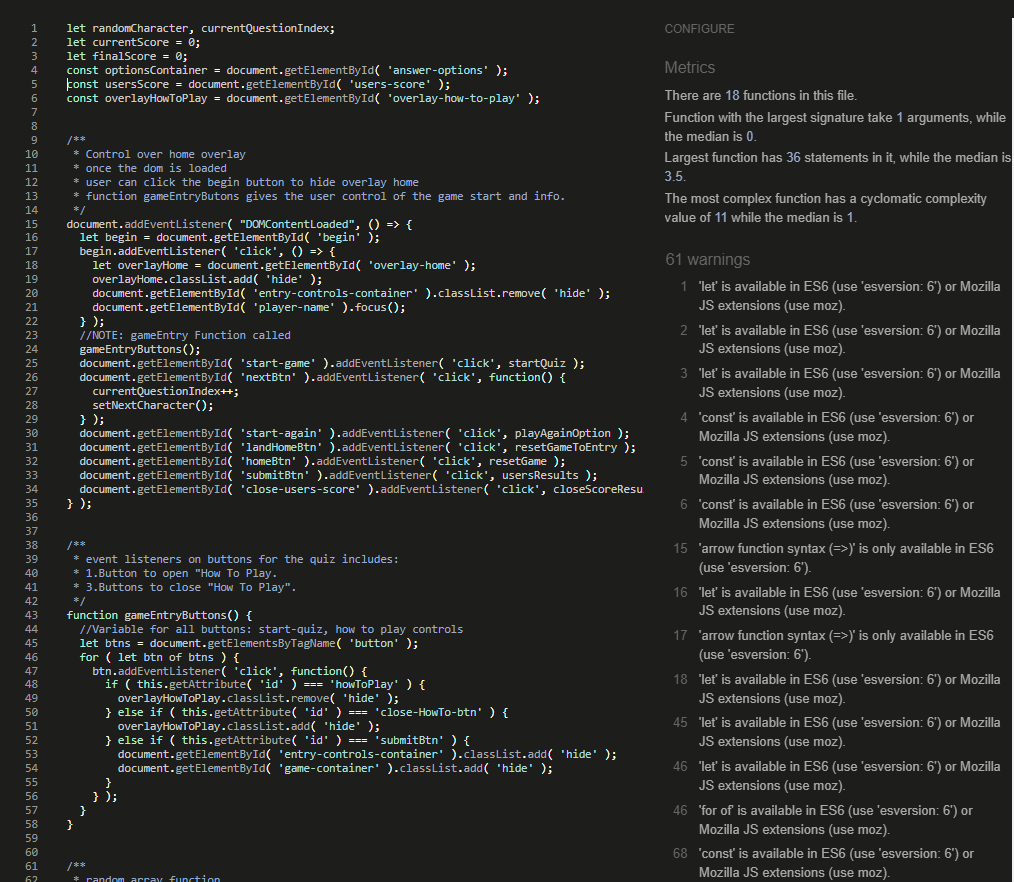 1 let randomCharacter, currentQuestionIndex;
2 let currentScore = 0;
3 let finalScore = 0;
4 const optionsContainer = document.getElementById( 'answer-options' );
5 const usersScore = document.getElementById( 'users-score' );
6 const overlayHowToPlay = document.getElementById( 'overlay-how-to-play' );
7
8
9 /**
10  * Control over home overlay
11  * once the dom is loaded
12  * user can click the begin button to hide overlay home
13  * function gameEntryButons gives the user control of the game start and info.
14  */
15 document.addEventListener( "DOMContentLoaded", () => {
16   let begin = document.getElementById( 'begin' );
17   begin.addEventListener( 'click', () => {
18     let overlayHome = document.getElementById( 'overlay-home' );
19     overlayHome.classList.add( 'hide' );
20     document.getElementById( 'entry-controls-container' ).classList.remove( 'hide' );
21     document.getElementById( 'player-name' ).focus();
22   } );
23   //NOTE: gameEntry Function called
24   gameEntryButtons();
25   document.getElementById( 'start-game' ).addEventListener( 'click', startQuiz );
26   document.getElementById( 'nextBtn' ).addEventListener( 'click', function() {
27     currentQuestionIndex++;
28     setNextCharacter();
29   } );
30   document.getElementById( 'start-again' ).addEventListener( 'click', playAgainOption );
31   document.getElementById( 'landHomeBtn' ).addEventListener( 'click', resetGameToEntry );
32   document.getElementById( 'homeBtn' ).addEventListener( 'click', resetGame );
33   document.getElementById( 'submitBtn' ).addEventListener( 'click', usersResults );
34   document.getElementById( 'close-users-score' ).addEventListener( 'click', closeScoreResu
35 } );
36
37
38 /**
39  * event listeners on buttons for the quiz includes:
40  * 1.Button to open "How To Play.
41  * 3.Buttons to close "How To Play".
42  */
43 function gameEntryButtons() {
44   //Variable for all buttons: start-quiz, how to play controls
45   let btns = document.getElementsByTagName( 'button' );
46   for ( let btn of btns ) {
47     btn.addEventListener( 'click', function() {
48       if ( this.getAttribute( 'id' ) === 'howToPlay' ) {
49         overlayHowToPlay.classList.remove( 'hide' );
50       } else if ( this.getAttribute( 'id' ) === 'close-HowTo-btn' ) {
51         overlayHowToPlay.classList.add( 'hide' );
52       } else if ( this.getAttribute( 'id' ) === 'submitBtn' ) {
53         document.getElementById( 'entry-controls-container' ).classList.add( 'hide' );
54         document.getElementById( 'game-container' ).classList.add( 'hide' );
55       }
56     } );
57   }
58 }
59
60
61 /**
62  * random array function
CONFIGURE
Metrics
There are 18 functions in this file.
Function with the largest signature take 1 arguments, while
the median is 0.
Largest function has 36 statements in it, while the median is
3.5.
The most complex function has a cyclomatic complexity
value of 11 while the median is 1.
61 warnings
1 'let' is available in ES6 (use 'esversion: 6') or Mozilla
JS extensions (use moz).
2 'let' is available in ES6 (use 'esversion: 6') or Mozilla
JS extensions (use moz).
3 'let' is available in ES6 (use 'esversion: 6') or Mozilla
JS extensions (use moz).
4 'const' is available in ES6 (use 'esversion: 6') or
Mozilla JS extensions (use moz).
5 'const' is available in ES6 (use 'esversion: 6') or
Mozilla JS extensions (use moz).
6 'const' is available in ES6 (use 'esversion: 6') or
Mozilla JS extensions (use moz).
15 'arrow function syntax (=>)' is only available in ES6
(use 'esversion: 6').
16 'let' is available in ES6 (use 'esversion: 6') or Mozilla
JS extensions (use moz).
17 'arrow function syntax (=>)' is only available in ES6
(use 'esversion: 6').
18 'let' is available in ES6 (use 'esversion: 6') or Mozilla
JS extensions (use moz).
45 'let' is available in ES6 (use 'esversion: 6') or Mozilla
JS extensions (use moz).
46 'let' is available in ES6 (use 'esversion: 6') or Mozilla
JS extensions (use moz).
46 'for of' is available in ES6 (use 'esversion: 6') or
Mozilla JS extensions (use moz).
68 'const' is available in ES6 (use 'esversion: 6') or
Mozilla JS extensions (use moz).